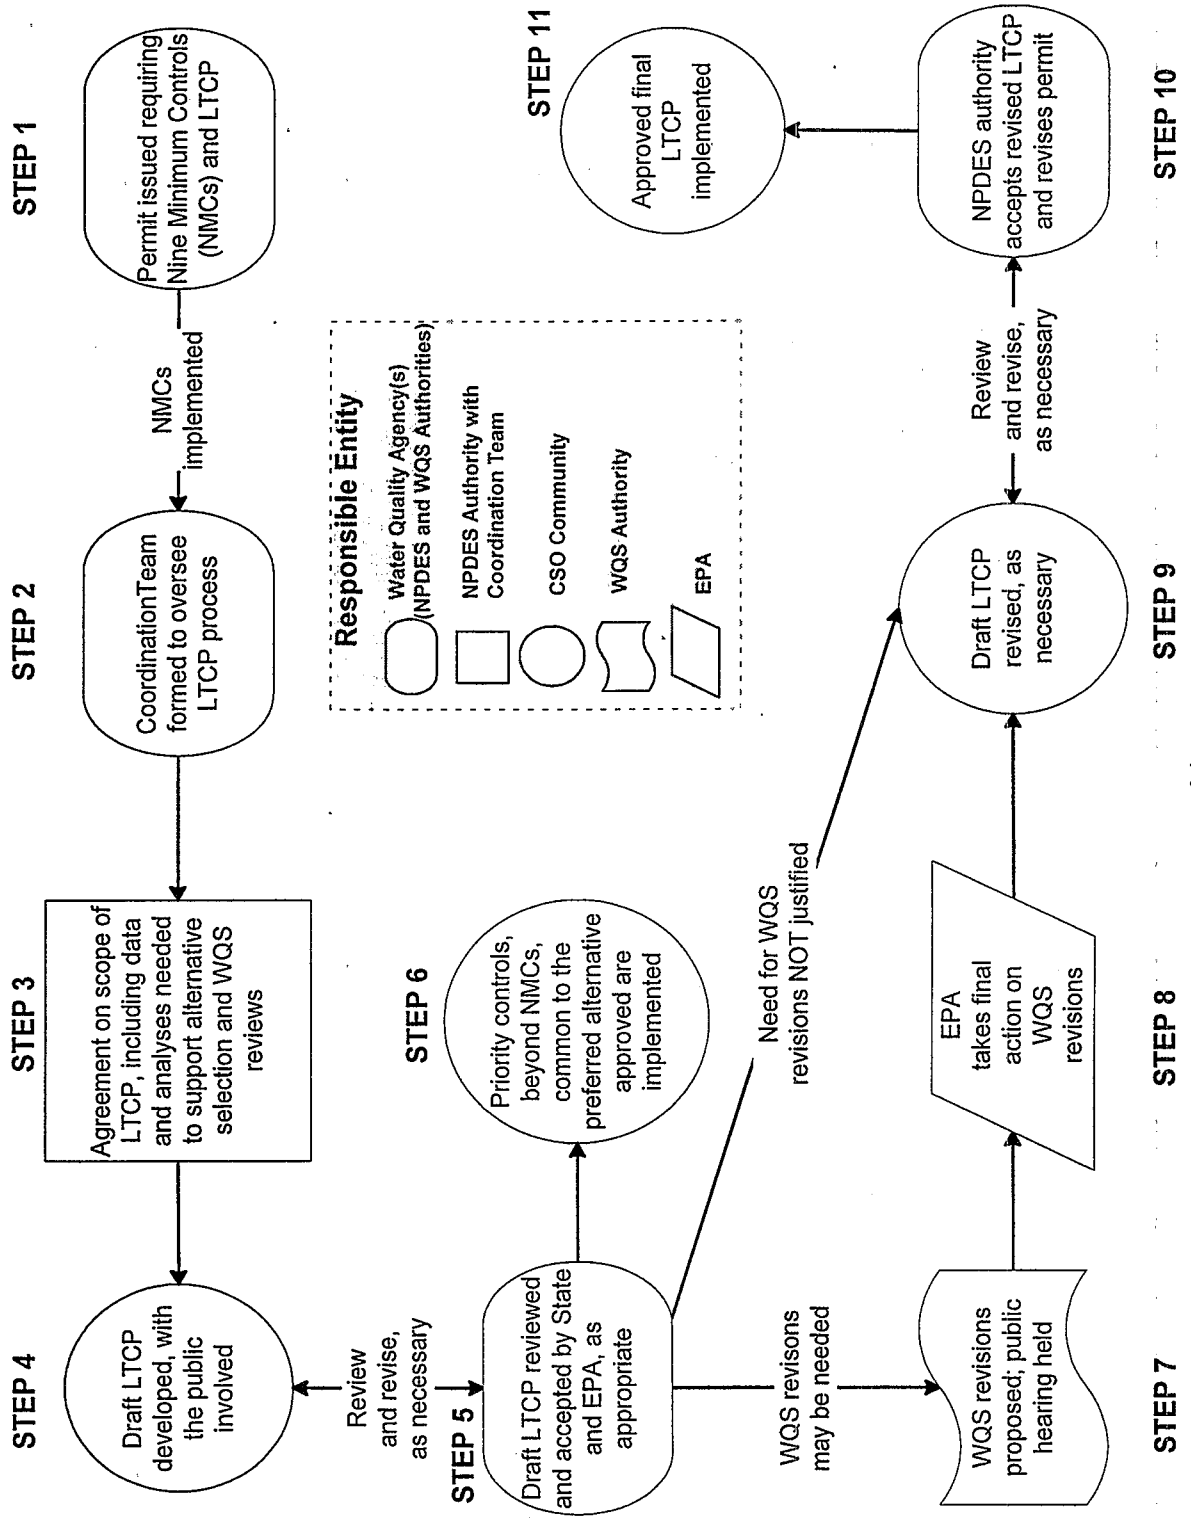 STEP 1
Permit issued requiring
Nine Minimum Controls
(NMCs) and LTCP
NMCs
implemented
STEP 2
CoordinationTeam
formed to oversee
LTCP process
STEP 3
Agreement on scope of
LTCP, including data
and analyses needed
to support alternative
selection and WQS
reviews
STEP 4
Draft LTCP
developed, with
the public
involved
Review
and revise,
as necessary
STEP 5
Draft LTCP reviewed
and accepted by State
and EPA, as
appropriate
STEP 6
Priority controls,
beyond NMCs,
common to the
preferred alternative
approved are
implemented
Need for WQS
revisions NOT justified
WQS revisons
may be needed
STEP 7
WQS revisions
proposed; public
hearing held
STEP 8
EPA
takes final
action on
WQS
revisions
STEP 9
Draft LTCP
revised, as
necessary
Review
and revise,
as necessary
STEP 10
NPDES authority
accepts revised LTCP
and revises permit
STEP 11
Approved final
LTCP
implemented
Responsible Entity
Water Quality Agency(s)
(NPDES and WQS Authorities)
NPDES Authority with
Coordination Team
CSO Community
WQS Authority
EPA